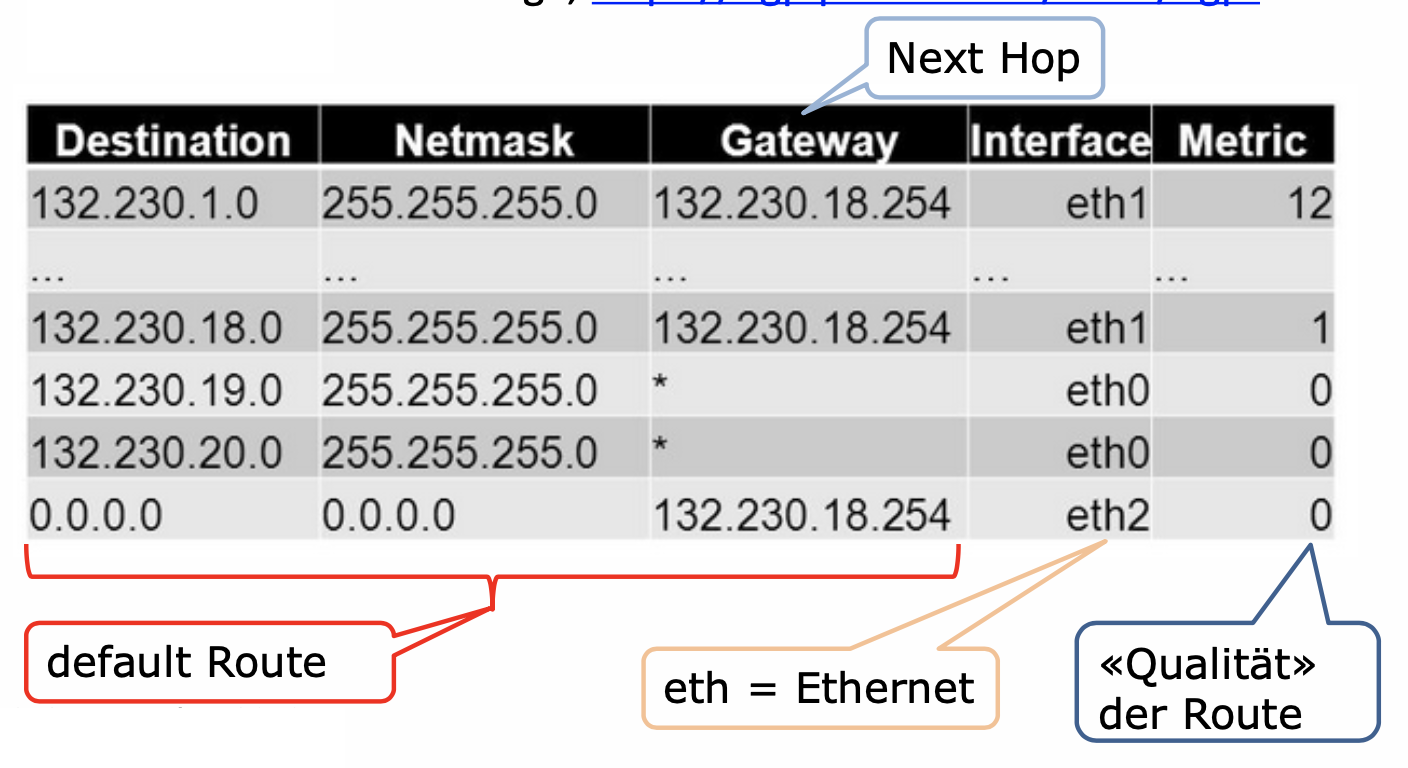 Next Hop
Destination Netmask Gateway Interface Metric
132.230.1.0 255.255.255.0 132.230.18.254 eth1 12
... ... ... ... ...
132.230.18.0 255.255.255.0 132.230.18.254 eth1 1
132.230.19.0 255.255.255.0 * eth0 0
132.230.20.0 255.255.255.0 * eth0 0
0.0.0.0 0.0.0.0 132.230.18.254 eth2 0
default Route
eth = Ethernet
«Qualität»
der Route